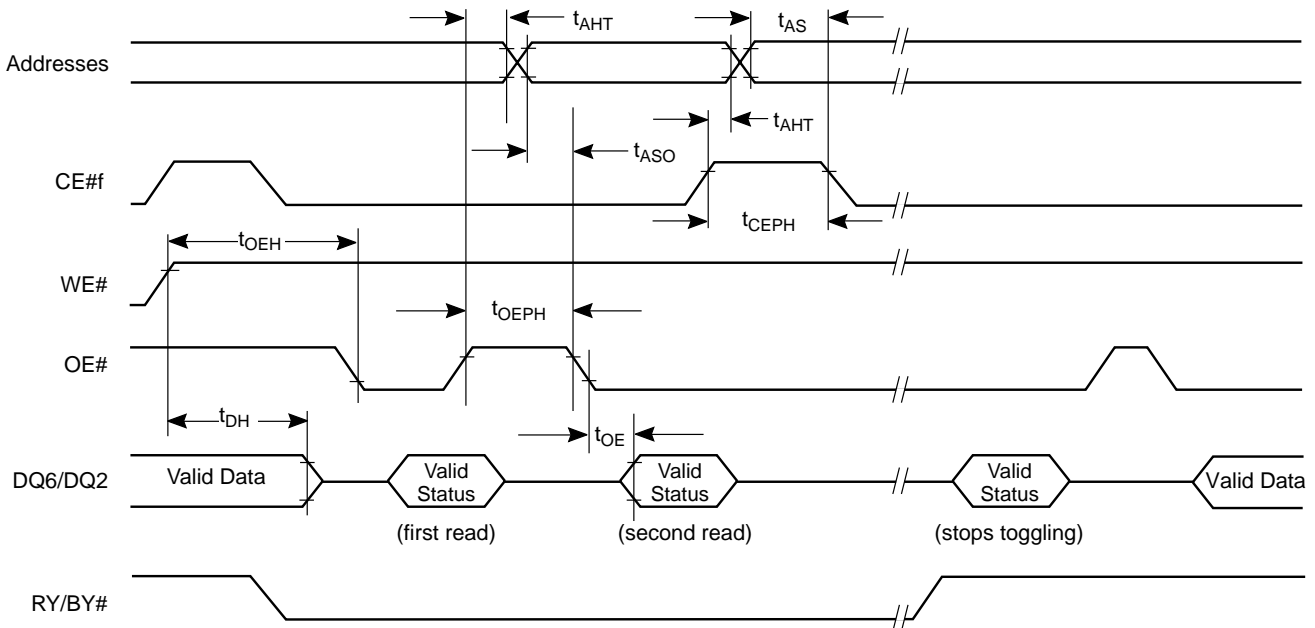 tAHT
tAS
Addresses
tAHT
tASO
CE#f
tCEPH
tOEH
WE#
tOEPH
OE#
tDH
tOE
DQ6/DQ2
Valid Data
Valid
Status
(first read)
Valid
Status
(second read)
Valid
Status
(stops toggling)
Valid Data
RY/BY#